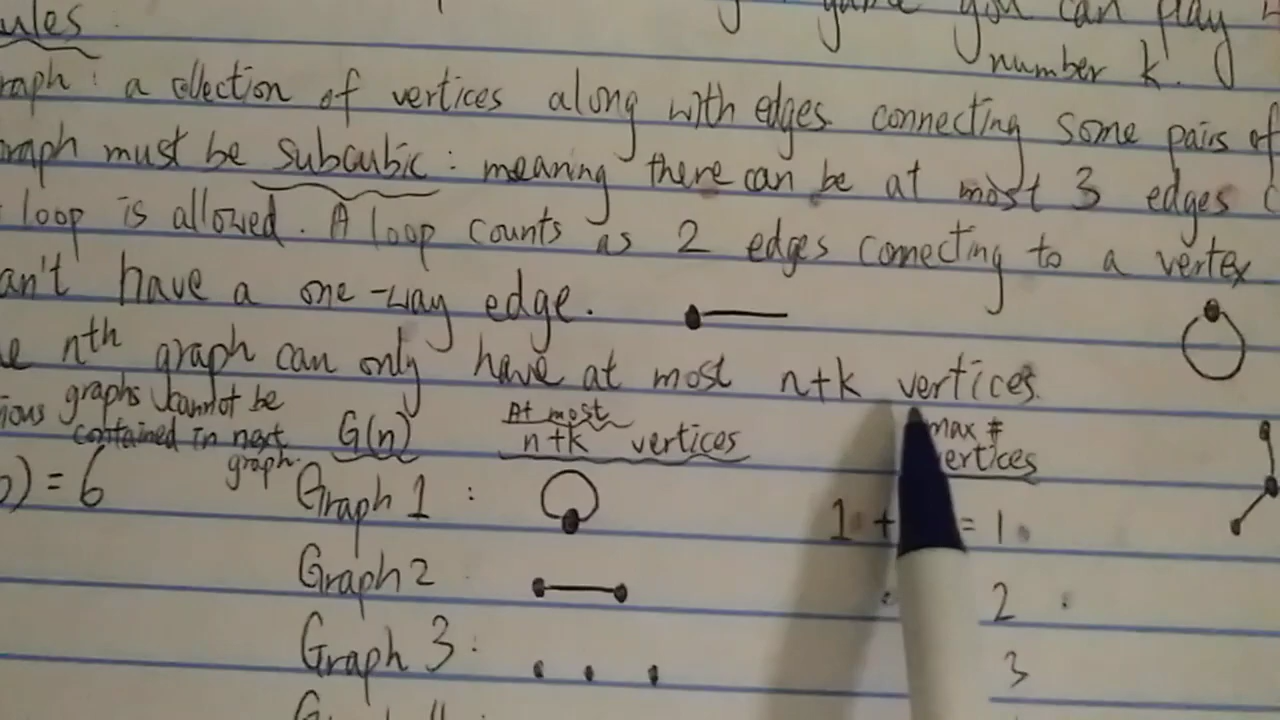 ules.
game you can play
number k.
raph: a ollection of vertices along with edges connecting some pairs of
raph must be subcubic: meaning there can be at most 3 edges (
loop is allowed. A loop counts as 2 edges connecting to a vertex
an't have a one-way edge.
e nth graph can only have at most n+k vertices.
ious graphs cannot be
contained in next
graph.
G(n)
At most
n+k vertices
max #
ertices
) = 6
Graph 1 :
1 + = 1
Graph 2
2
Graph 3 :
3